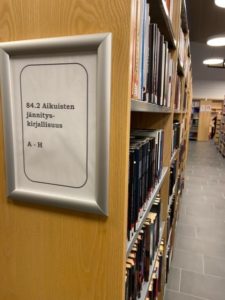 84.2 Aikuisten
jännitys-
kirjallisuus
A - H